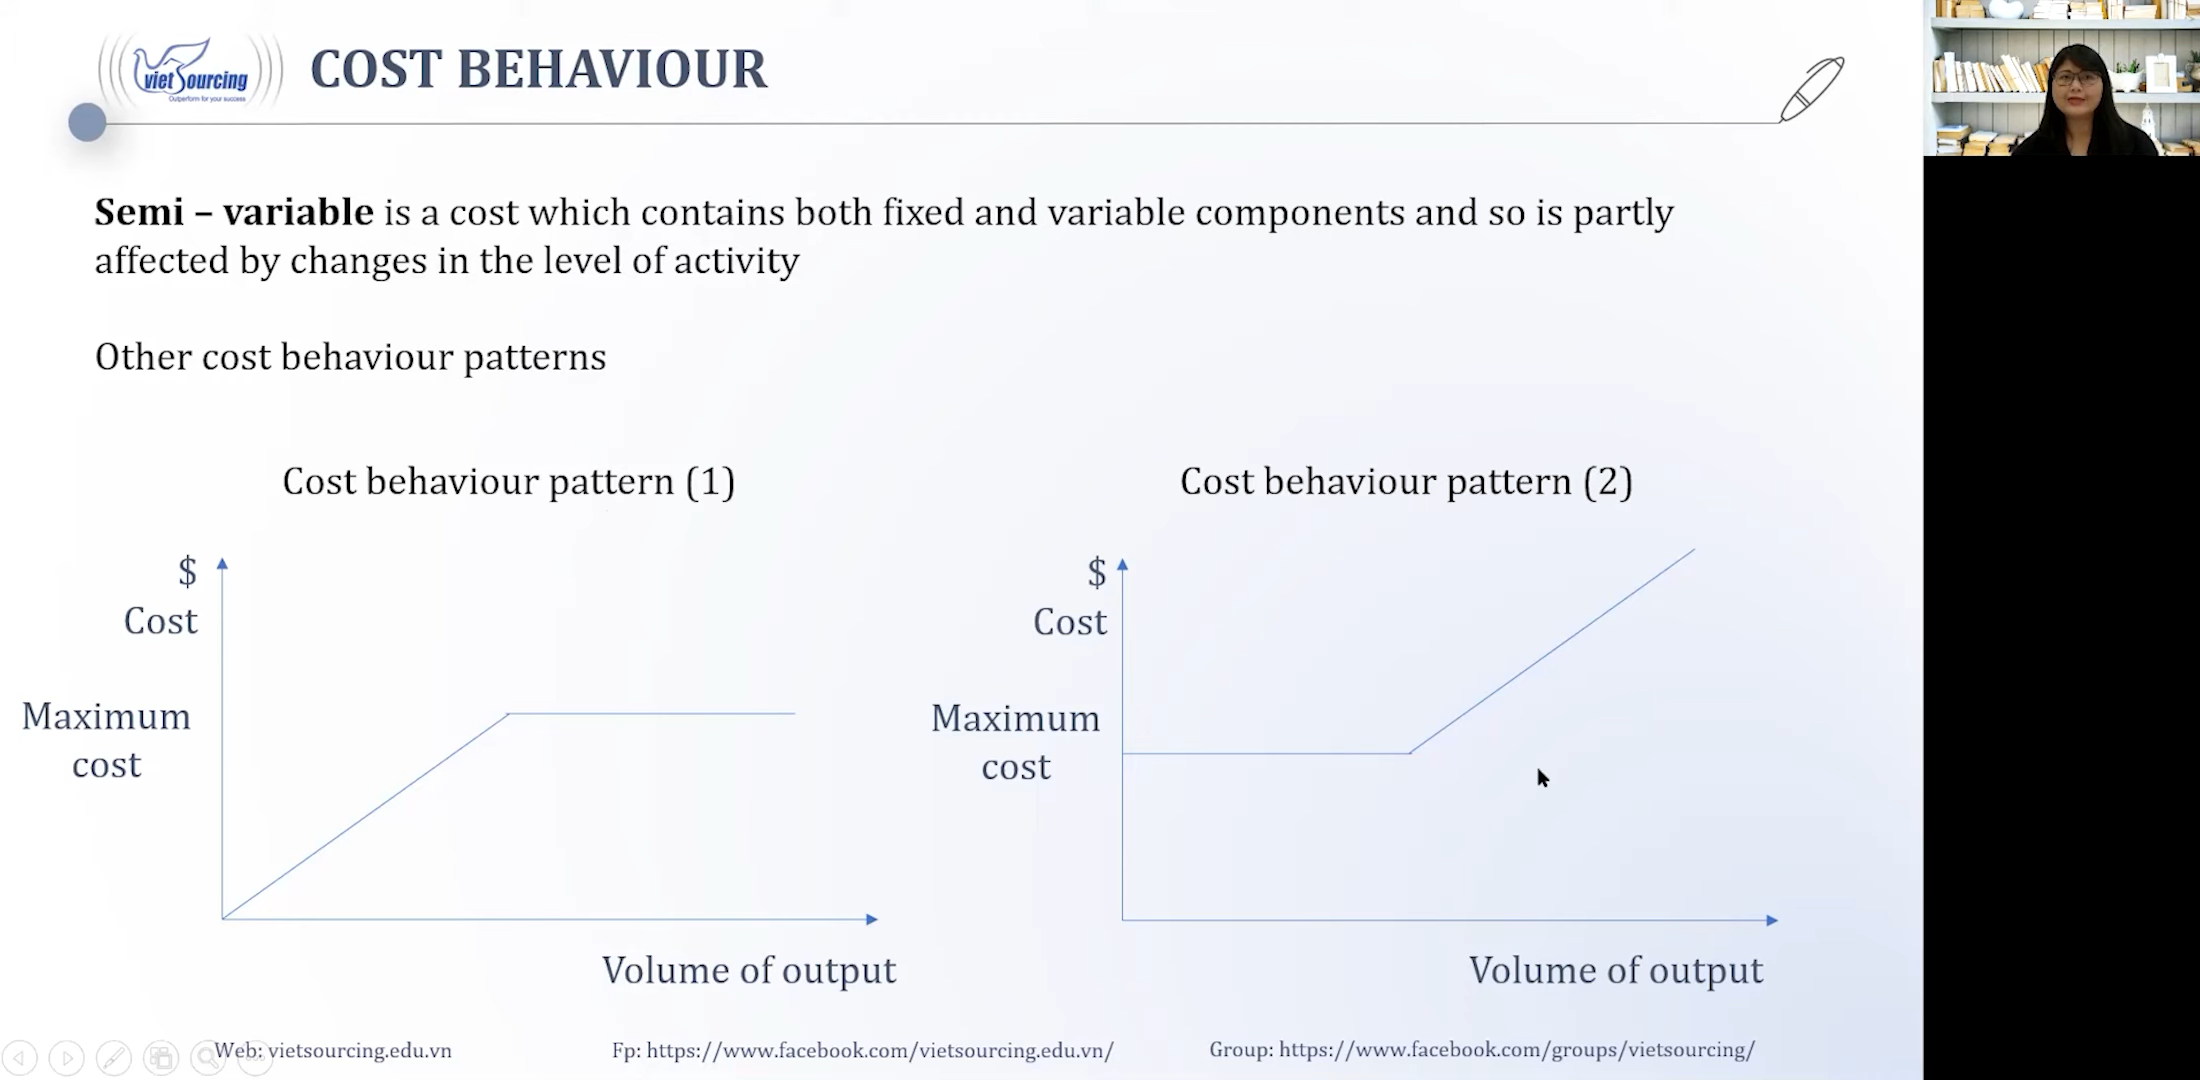 viet Sourcing
Outperform for your success
COST BEHAVIOUR
Semi – variable is a cost which contains both fixed and variable components and so is partly
affected by changes in the level of activity
Other cost behaviour patterns
Cost behaviour pattern (1)
$
Cost
Maximum
cost
Volume of output
Cost behaviour pattern (2)
$
Cost
Maximum
cost
Volume of output
Web: vietsourcing.edu.vn
Fp: https://www.facebook.com/vietsourcing.edu.vn/
Group: https://www.facebook.com/groups/vietsourcing/